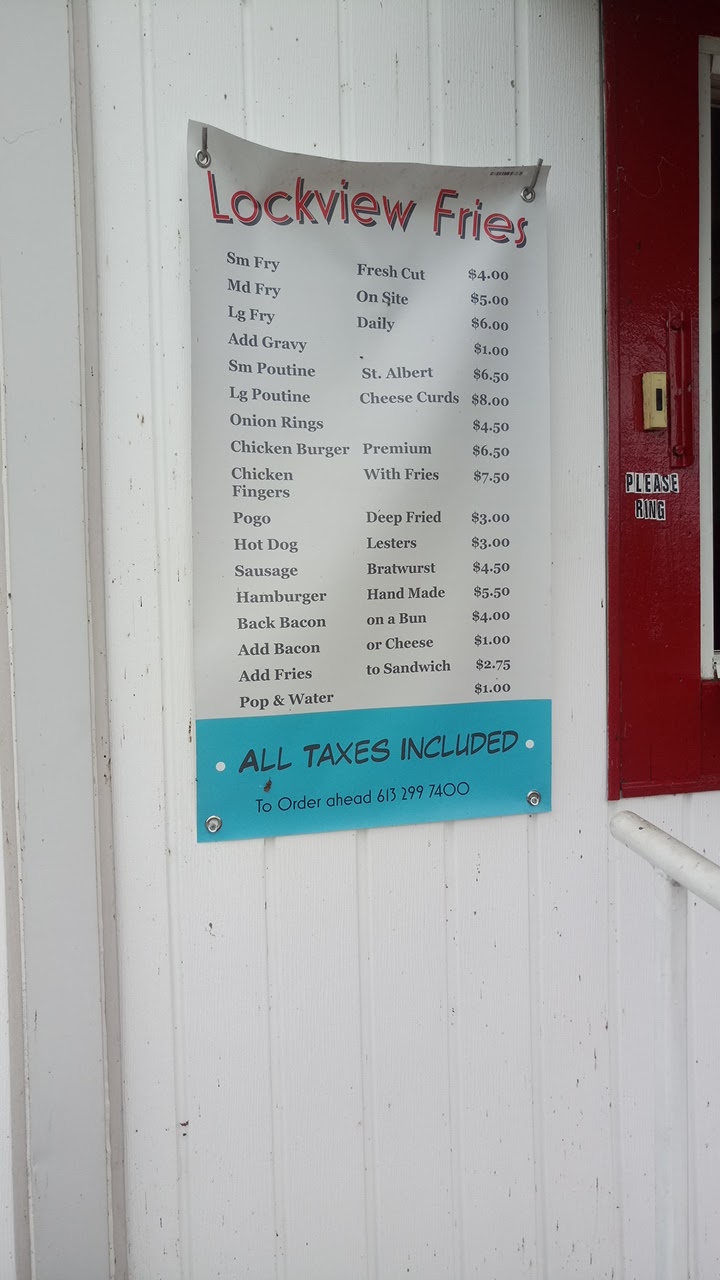 Lockview Fries
Sm Fry Fresh Cut $4.00
Md Fry On Site $5.00
Lg Fry Daily $6.00
Add Gravy $1.00
Sm Poutine St. Albert $6.50
Lg Poutine Cheese Curds $8.00
Onion Rings $4.50
Chicken Burger Premium $6.50
Chicken With Fries $7.50
Fingers
Pogo Deep Fried $3.00
Hot Dog Lesters $3.00
Sausage Bratwurst $4.50
Hamburger Hand Made $5.50
Back Bacon on a Bun $4.00
Add Bacon or Cheese $1.00
Add Fries to Sandwich $2.75
Pop & Water $1.00
ALL TAXES INCLUDED
To Order ahead 613 299 7400
PLEASE
RING